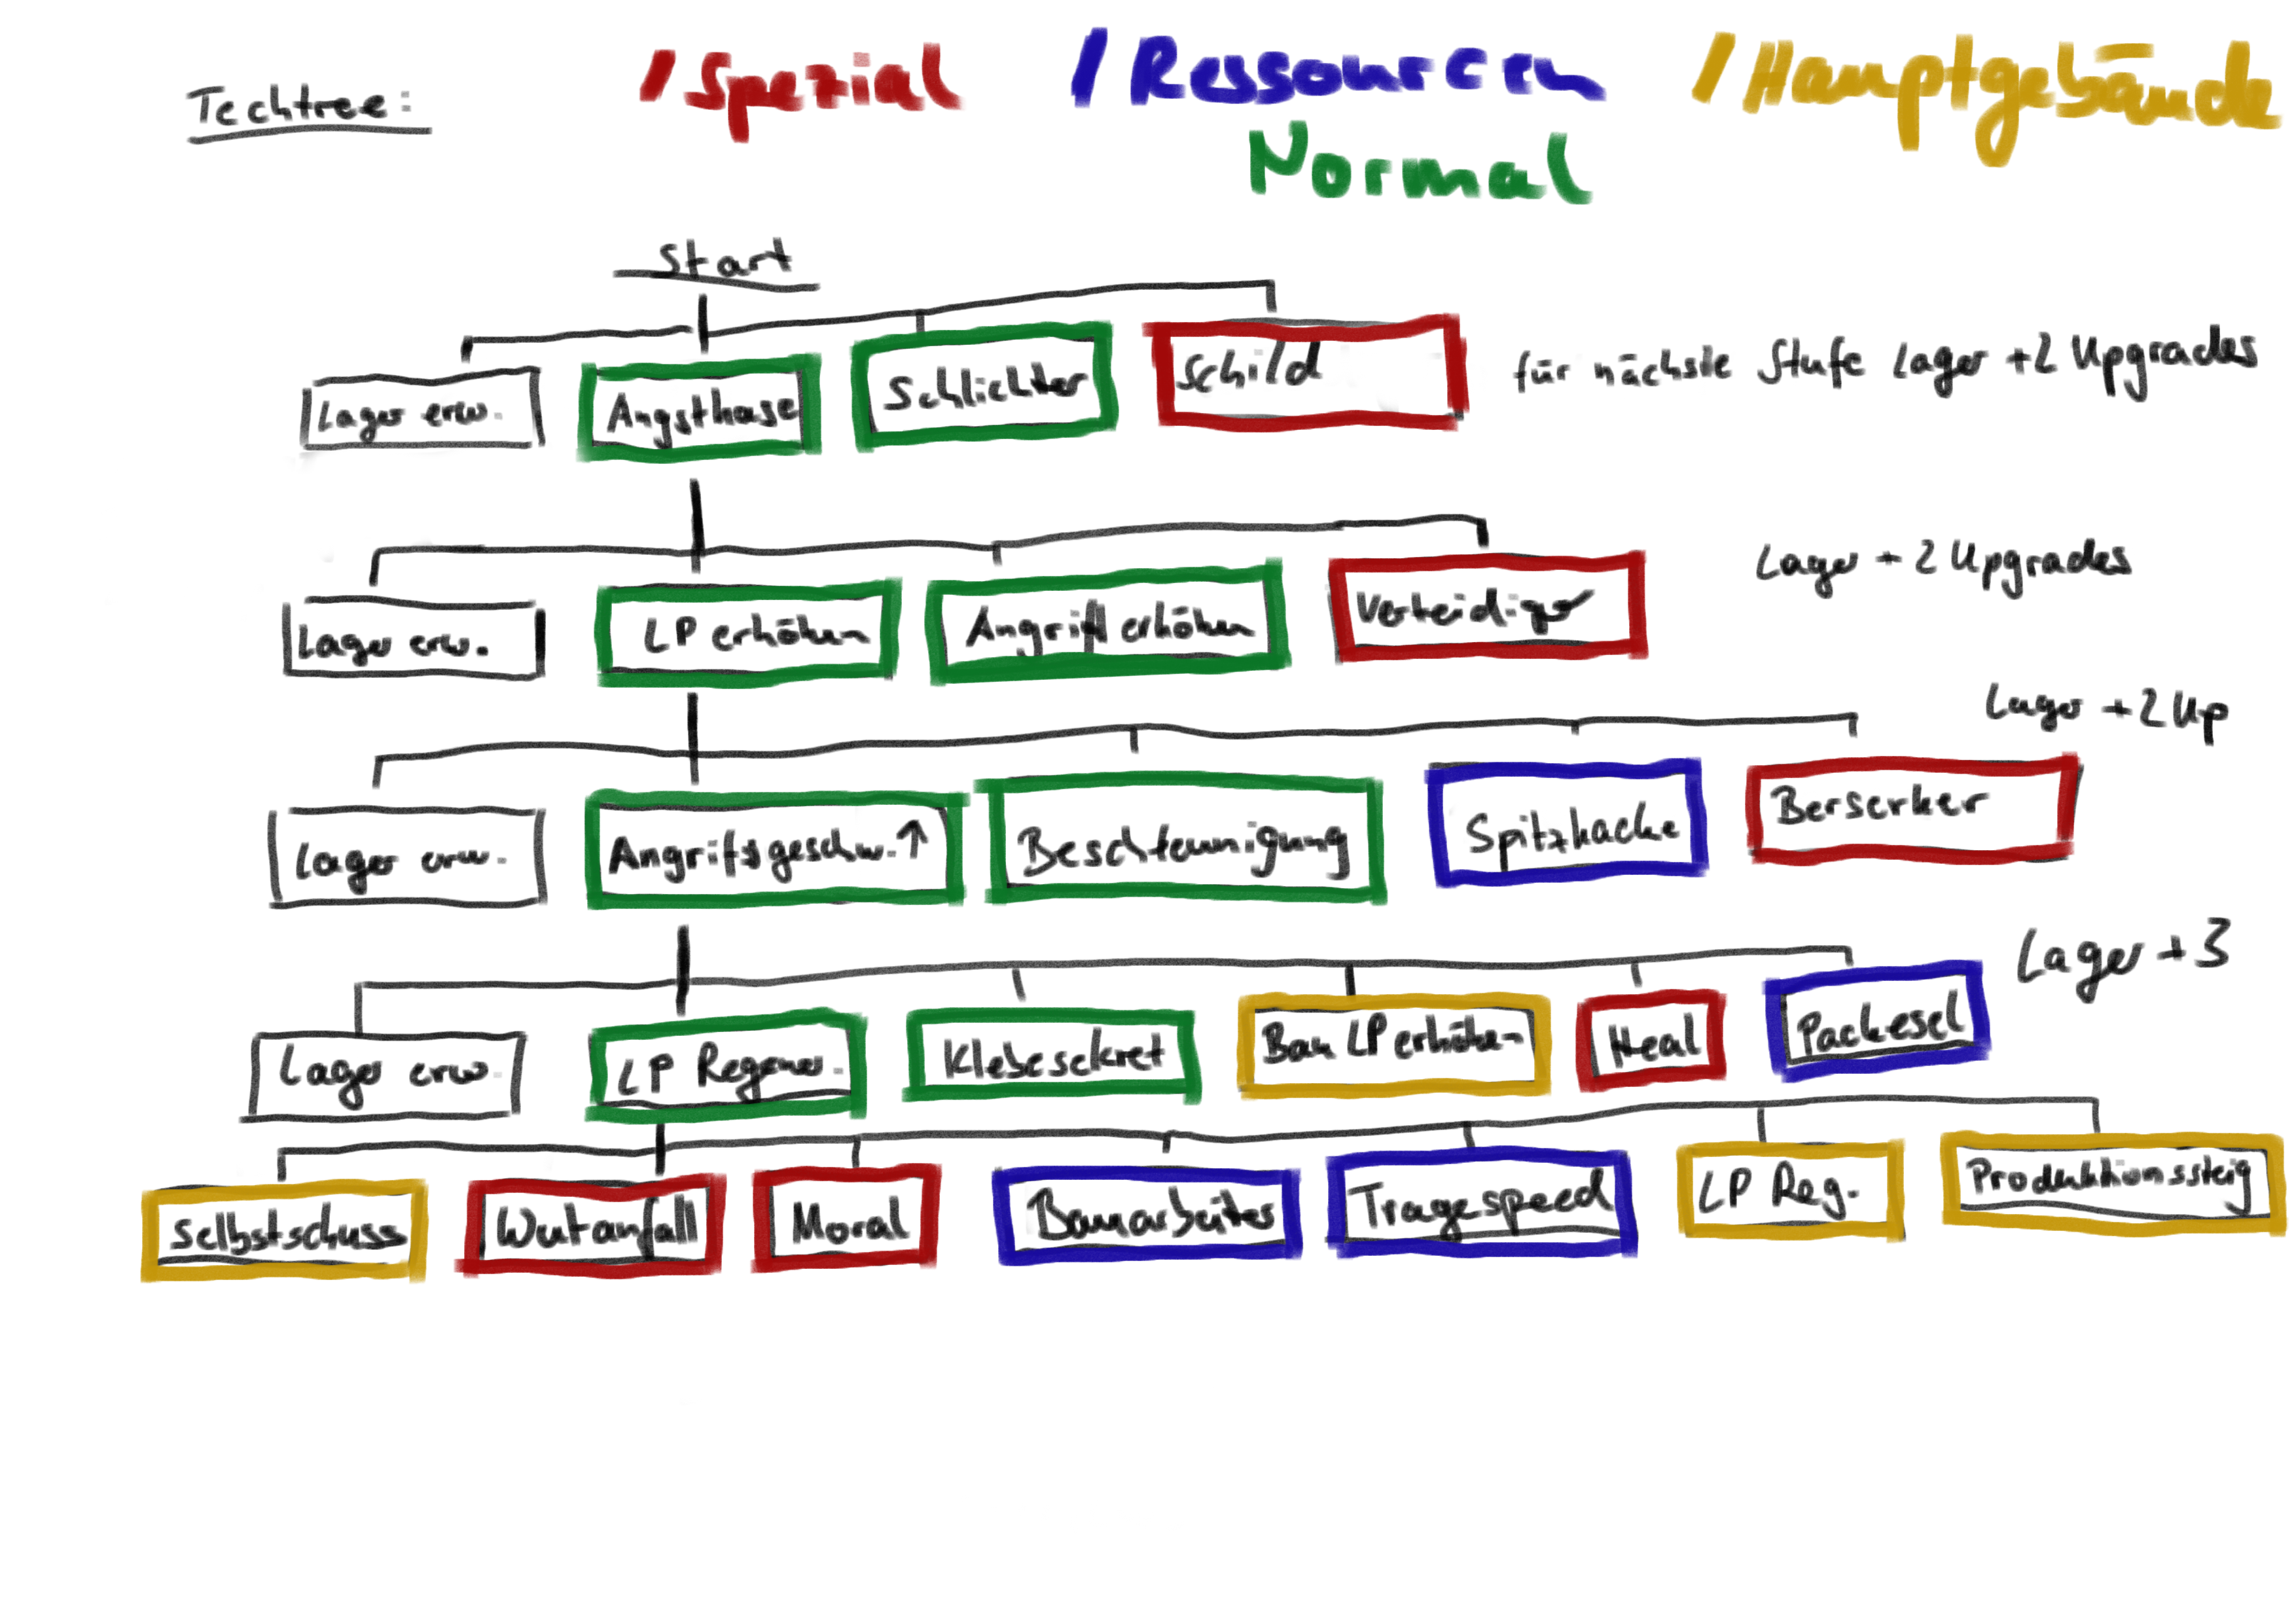 Techtree:
/Spezial /Ressourcen /Hauptgebäude
Normal
Start
Lager erw. Angsthase Schlichter Schild für nächste Stufe Lager +2 Upgrades
Lager erw. LP erhöhen Angriff erhöhen Verteidiger Lager + 2 Upgrades
Lager +2 Up
Lager erw. Angriffsgeschw. ↑ Beschleunigung Spitzhacke Berserker
Lager + 3
Lager erw. LP Regener. Klebesekret Bau LP erhöhen Heal Packesel
Selbstschuss Wutanfall Moral Bauarbeiter Tragespeed LP Reg. Produktionssteig